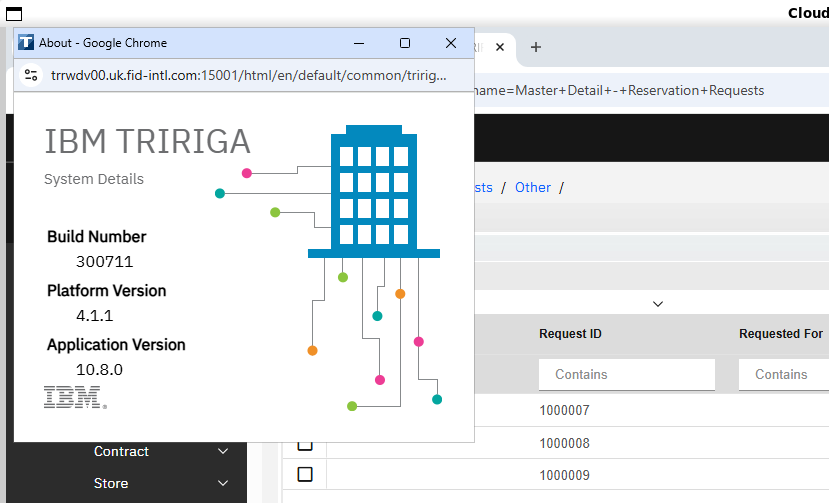 Cloud
About - Google Chrome
trrwdv00.uk.fid-intl.com:15001/html/en/default/common/tririg...
name=Master+Detail+-+Reservation+Requests
IBM TRIRIGA
System Details
Build Number
300711
Platform Version
4.1.1
Application Version
10.8.0
IBM
/ Other /
Request ID
Requested For
Contains
Contains
1000007
1000008
1000009
Contract
Store